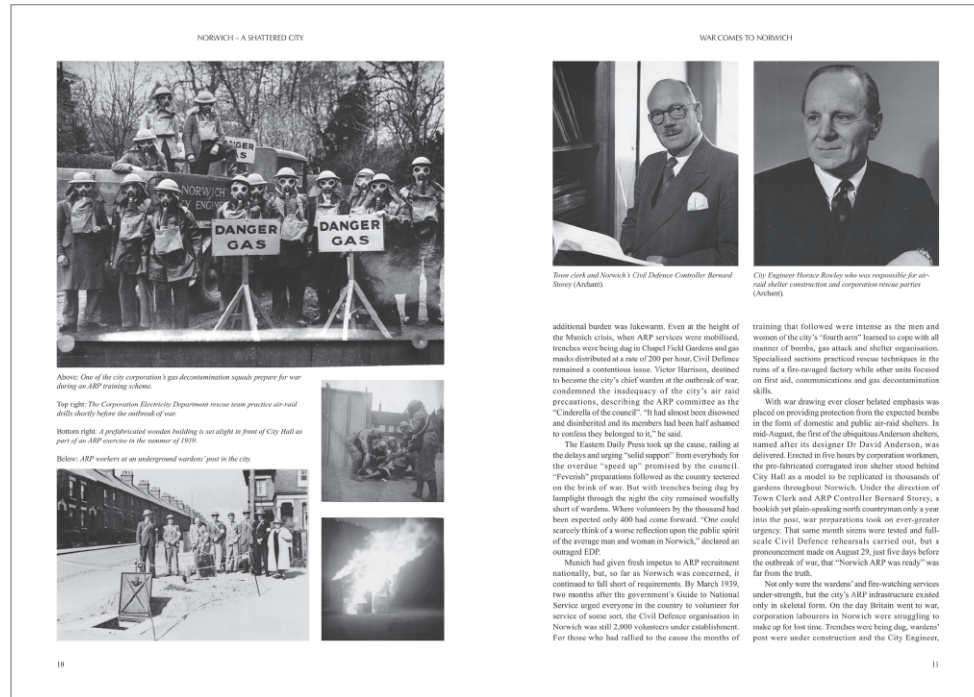 NORWICH – A SHATTERED CITY
DANGER
GAS
NORWICH
DANGER
GAS
DANGER
GAS
Above: One of the city corporation's gas decontamination squads prepare for war
during an ARP training scheme.
Top right: The Corporation Electricity Department rescue team practice air-raid
drills shortly before the outbreak of war.
Bottom right: A prefabricated wooden building is set alight in front of City Hall as
part of an ARP exercise in the summer of 1939.
Below: ARP workers at an underground wardens' post in the city.
10
WAR COMES TO NORWICH
Town clerk and Norwich's Civil Defence Controller Bernard
Storey (Archant).
City Engineer Horace Rowley who was responsible for air-
raid shelter construction and corporation rescue parties
(Archant).
additional burden was lukewarm. Even at the height of
the Munich crisis, when ARP services were mobilised,
trenches were being dug in Chapel Field Gardens and gas
masks distributed at a rate of 200 per hour, Civil Defence
remained a contentious issue. Victor Harrison, destined
to become the city's chief warden at the outbreak of war,
condemned the inadequacy of the city's air raid
precautions, describing the ARP committee as the
“Cinderella of the council”. “It had almost been disowned
and disinherited and its members had been half ashamed
to confess they belonged to it,” he said.
The Eastern Daily Press took up the cause, railing at
the delays and urging “solid support” from everybody for
the overdue “speed up” promised by the council.
“Feverish” preparations followed as the country teetered
on the brink of war. But with trenches being dug by
lamplight through the night the city remained woefully
short of wardens. Where volunteers by the thousand had
been expected only 400 had come forward. “One could
scarcely think of a worse reflection upon the public spirit
of the average man and woman in Norwich,” declared an
outraged EDP.
Munich had given fresh impetus to ARP recruitment
nationally, but, so far as Norwich was concerned, it
continued to fall short of requirements. By March 1939,
two months after the government's Guide to National
Service urged everyone in the country to volunteer for
service of some sort, the Civil Defence organisation in
Norwich was still 2,000 volunteers under establishment.
For those who had rallied to the cause the months of
training that followed were intense as the men and
women of the city's “fourth arm” learned to cope with all
manner of bombs, gas attack and shelter organisation.
Specialised sections practiced rescue techniques in the
ruins of a fire-ravaged factory while other units focused
on first aid, communications and gas decontamination
skills.
With war drawing ever closer belated emphasis was
placed on providing protection from the expected bombs
in the form of domestic and public air-raid shelters. In
mid-August, the first of the ubiquitous Anderson shelters,
named after its designer Dr David Anderson, was
delivered. Erected in five hours by corporation workmen,
the pre-fabricated corrugated iron shelter stood behind
City Hall as a model to be replicated in thousands of
gardens throughout Norwich. Under the direction of
Town Clerk and ARP Controller Bernard Storey, a
bookish yet plain-speaking north countryman only a year
into the post, war preparations took on ever-greater
urgency. That same month sirens were tested and full-
scale Civil Defence rehearsals carried out, but a
pronouncement made on August 29, just five days before
the outbreak of war, that “Norwich ARP was ready” was
far from the truth.
Not only were the wardens' and fire-watching services
under-strength, but the city's ARP infrastructure existed
only in skeletal form. On the day Britain went to war,
corporation labourers in Norwich were struggling to
make up for lost time. Trenches were being dug, wardens'
post were under construction and the City Engineer,
11